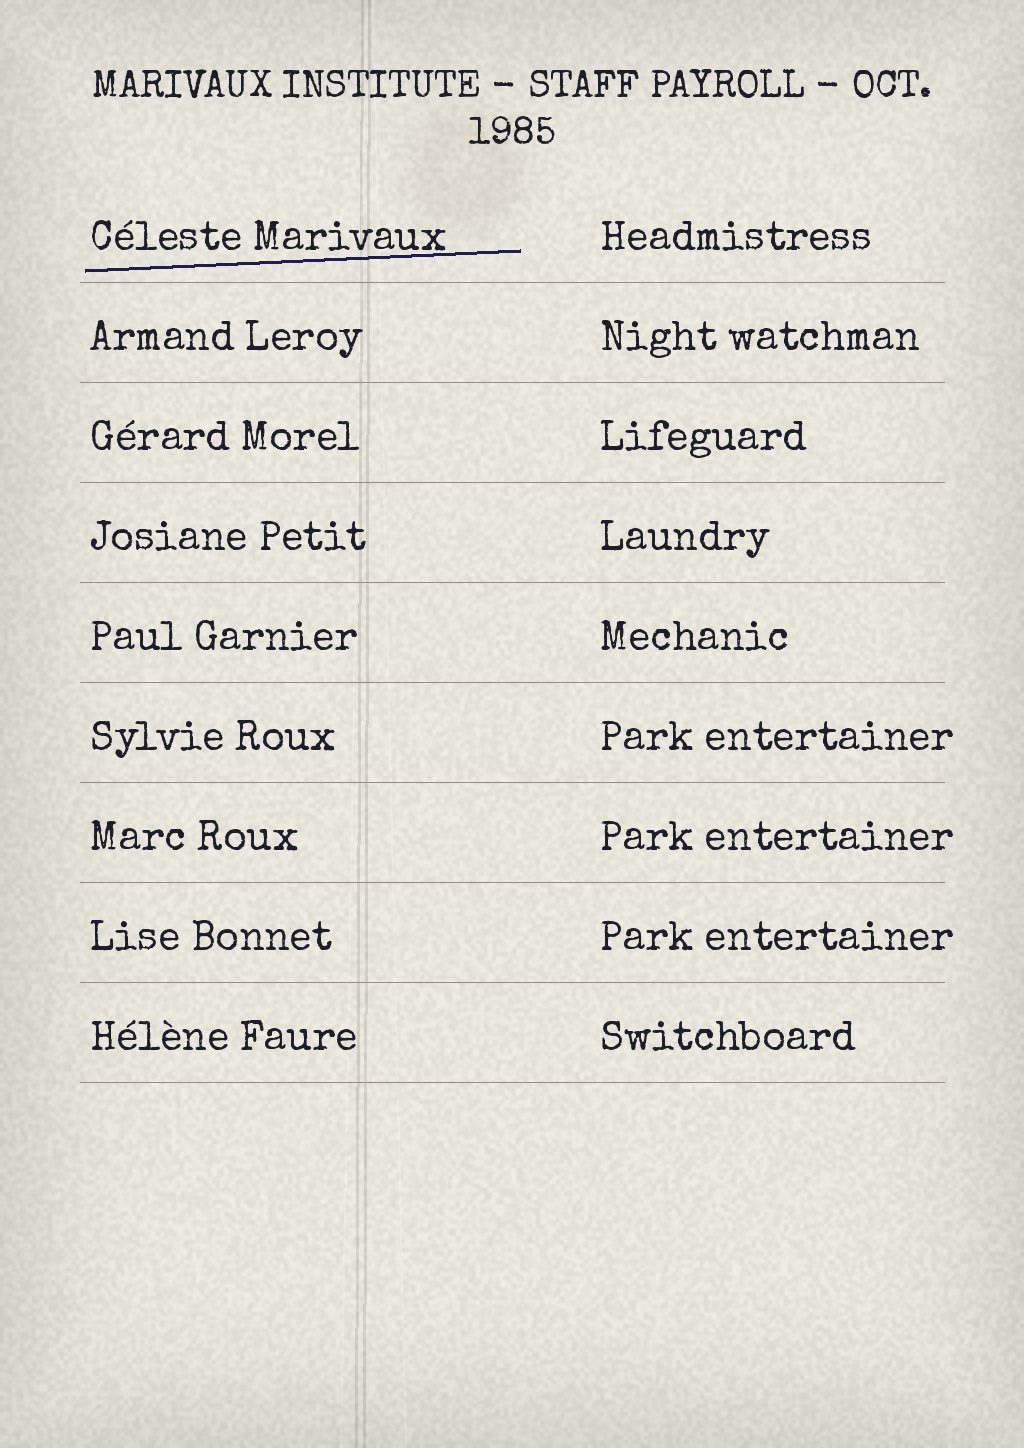 MARIVAUX INSTITUTE – STAFF PAYROLL – OCT.
1985
Céleste Marivaux Headmistress
Armand Leroy Night watchman
Gérard Morel Lifeguard
Josiane Petit Laundry
Paul Garnier Mechanic
Sylvie Roux Park entertainer
Marc Roux Park entertainer
Lise Bonnet Park entertainer
Hélène Faure Switchboard